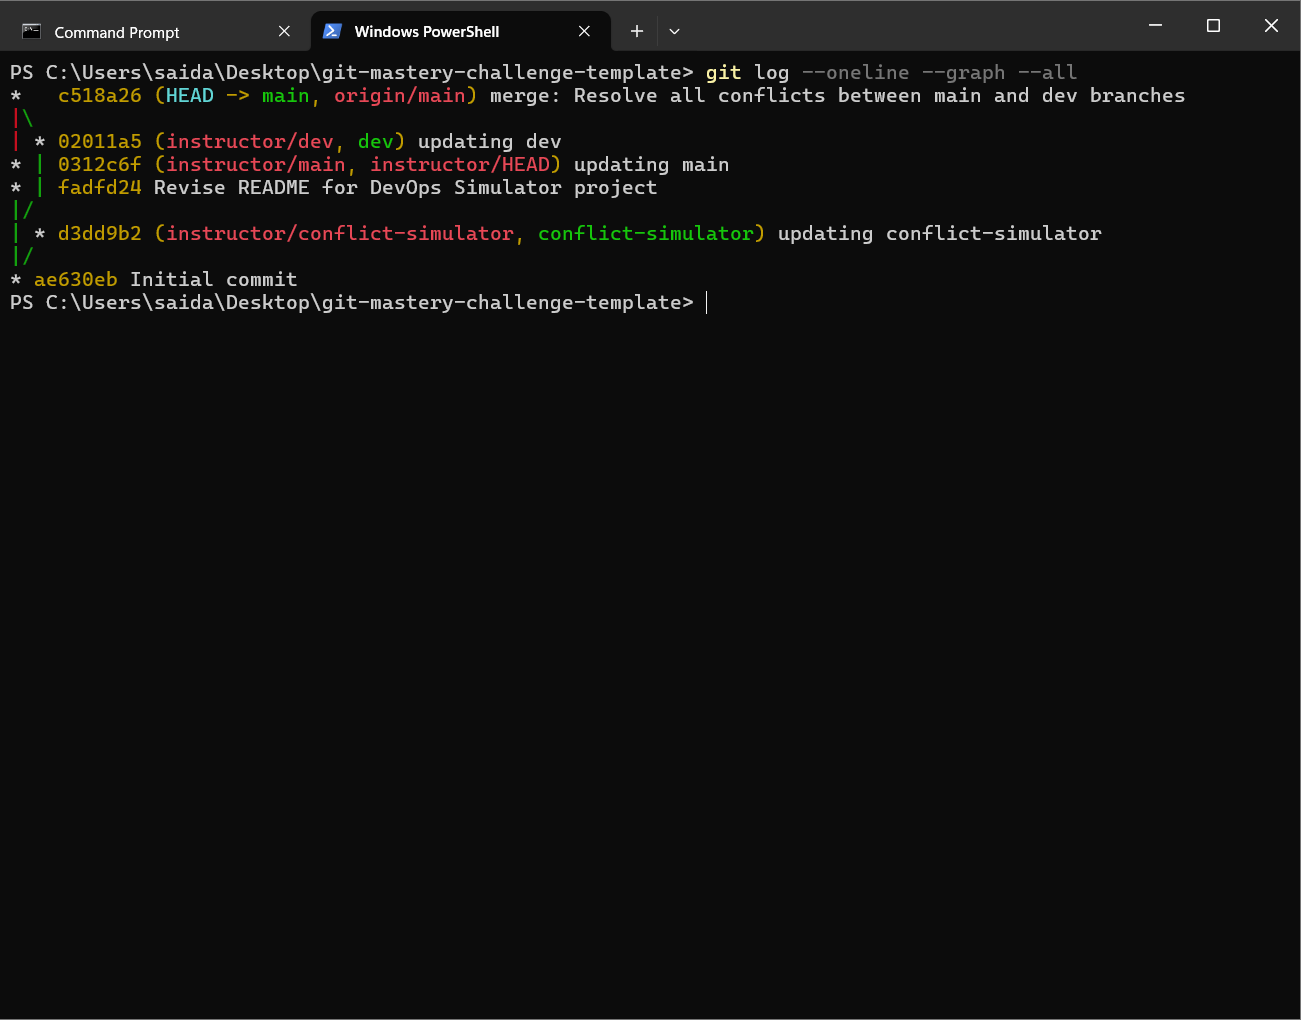 Command Prompt
Windows PowerShell
PS C:\Users\saida\Desktop\git-mastery-challenge-template> git log --oneline --graph --all
*   c518a26 (HEAD -> main, origin/main) merge: Resolve all conflicts between main and dev branches
|\
| * 02011a5 (instructor/dev, dev) updating dev
* | 0312c6f (instructor/main, instructor/HEAD) updating main
* | fadfd24 Revise README for DevOps Simulator project
|/
| * d3dd9b2 (instructor/conflict-simulator, conflict-simulator) updating conflict-simulator
|/
* ae630eb Initial commit
PS C:\Users\saida\Desktop\git-mastery-challenge-template>